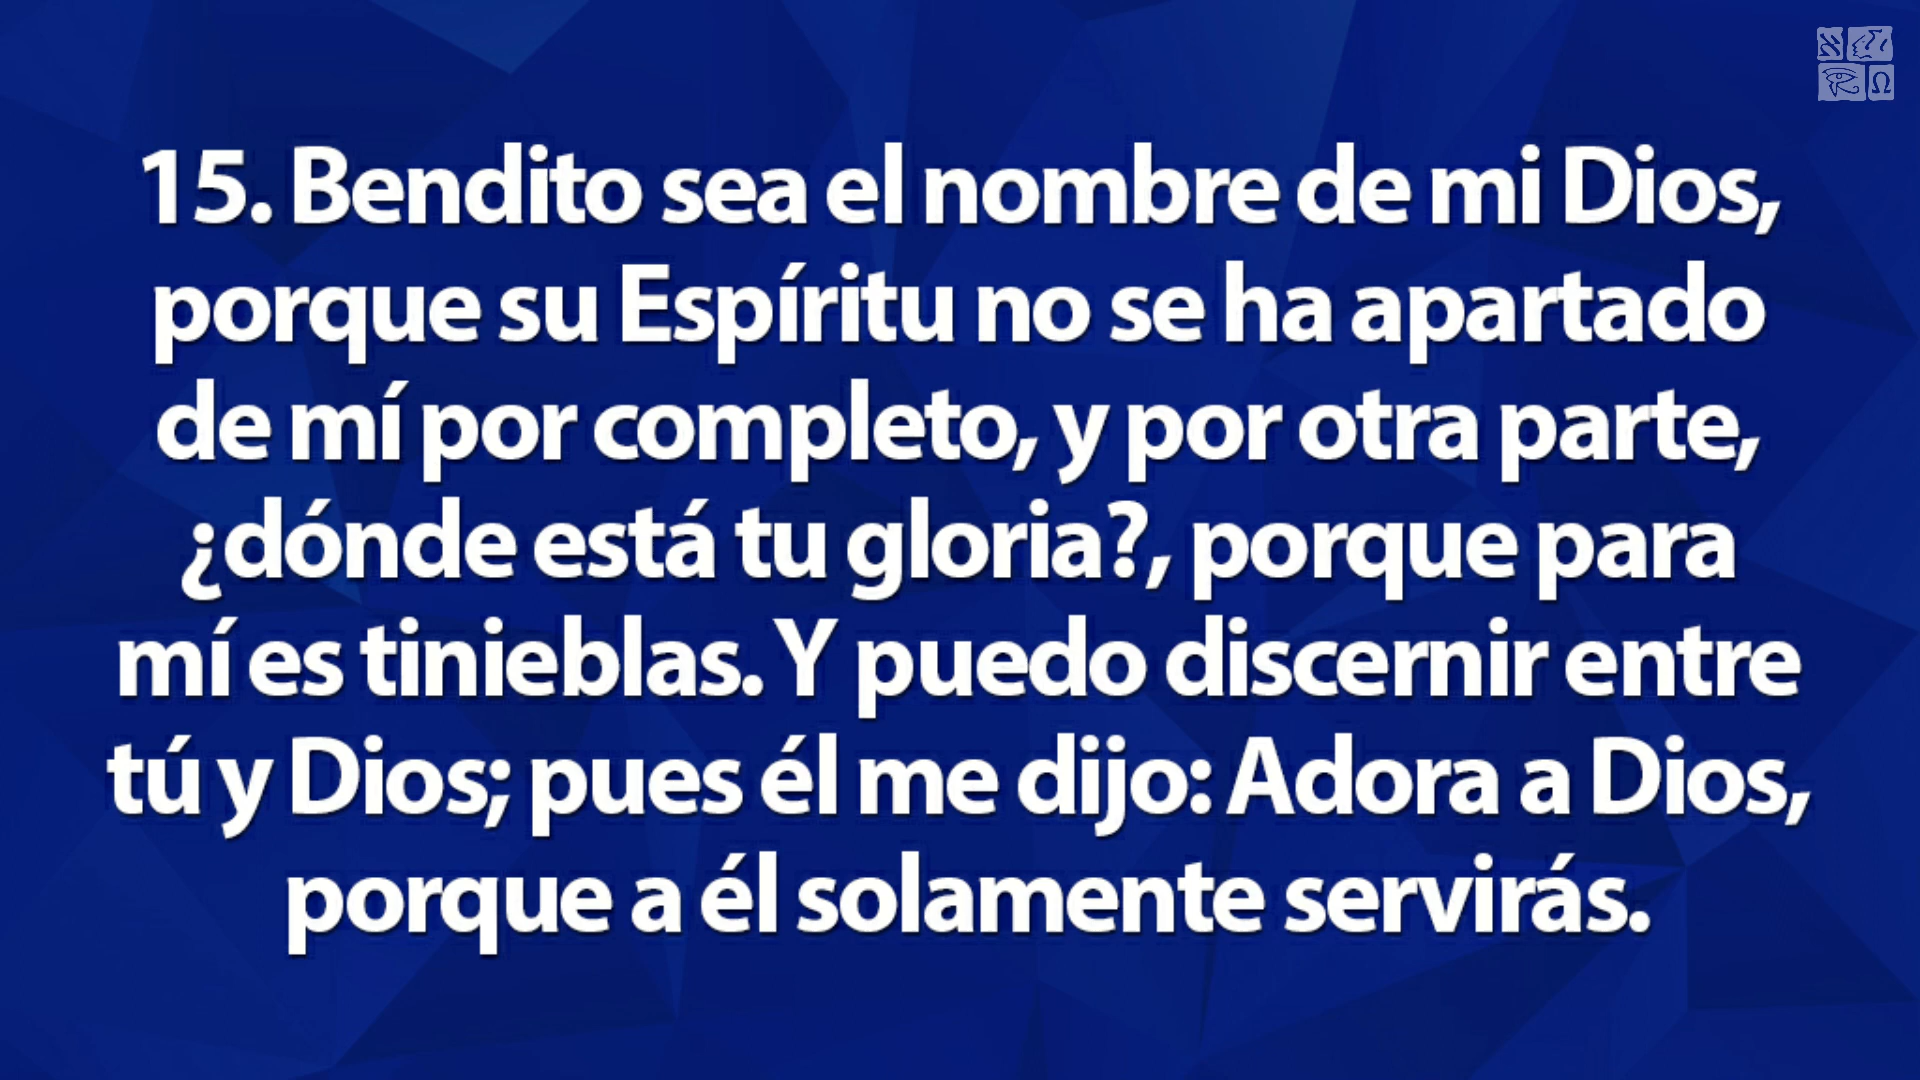 15. Bendito sea el nombre de mi Dios,
porque su Espíritu no se ha apartado
de mí por completo, y por otra parte,
¿dónde está tu gloria?, porque para
mí es tinieblas. Y puedo discernir entre
tú y Dios; pues él me dijo: Adora a Dios,
porque a él solamente servirás.